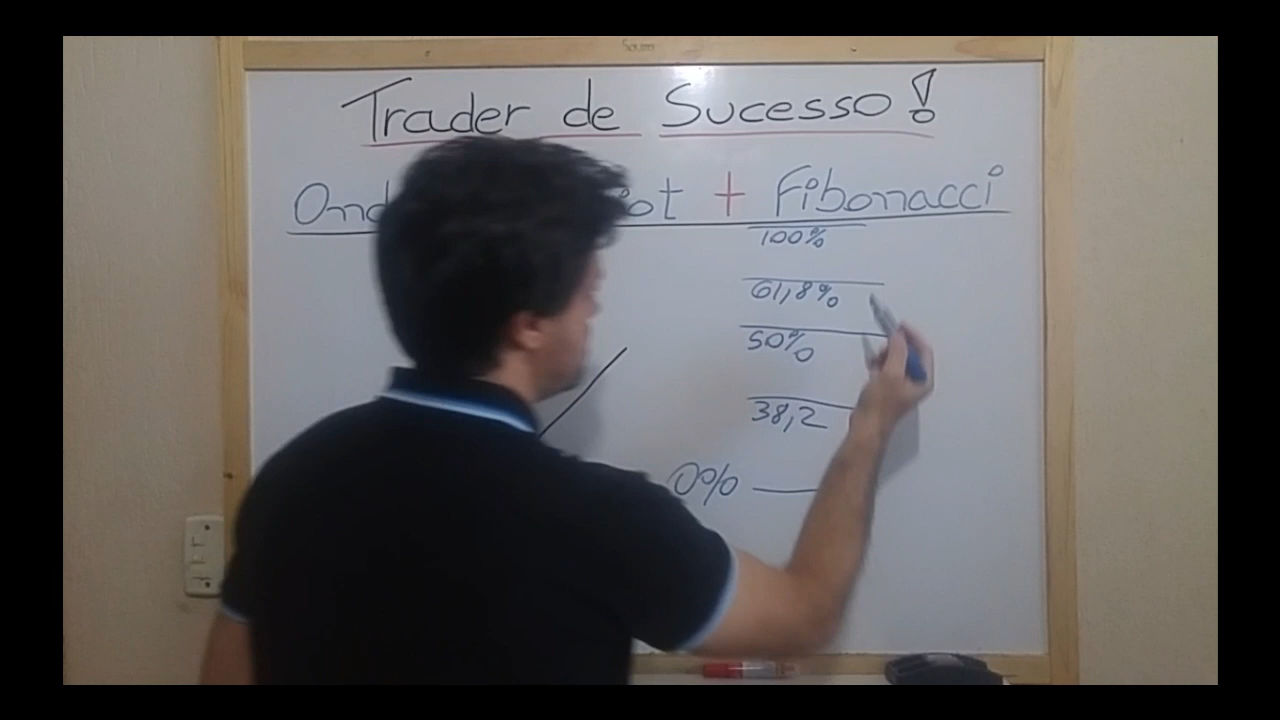 Trader de Sucesso!
+ Fibonacci
100%
61,8%
50%
38,2
0%